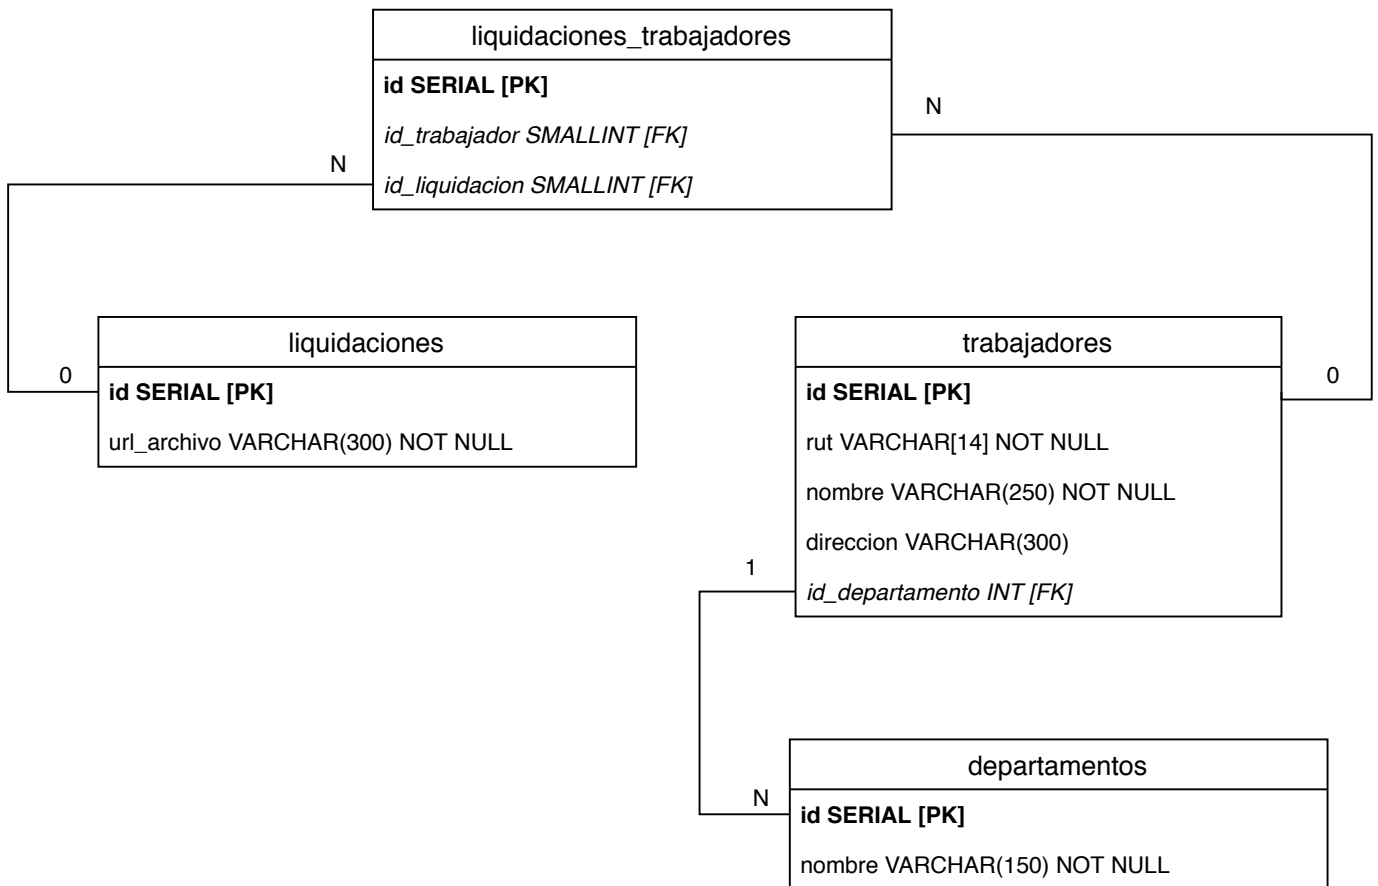 liquidaciones_trabajadores
id SERIAL [PK]
N
id_trabajador SMALLINT [FK]
N
id_liquidacion SMALLINT [FK]
liquidaciones
0
id SERIAL [PK]
url_archivo VARCHAR(300) NOT NULL
trabajadores
0
id SERIAL [PK]
rut VARCHAR[14] NOT NULL
nombre VARCHAR(250) NOT NULL
direccion VARCHAR(300)
1
id_departamento INT [FK]
departamentos
N
id SERIAL [PK]
nombre VARCHAR(150) NOT NULL